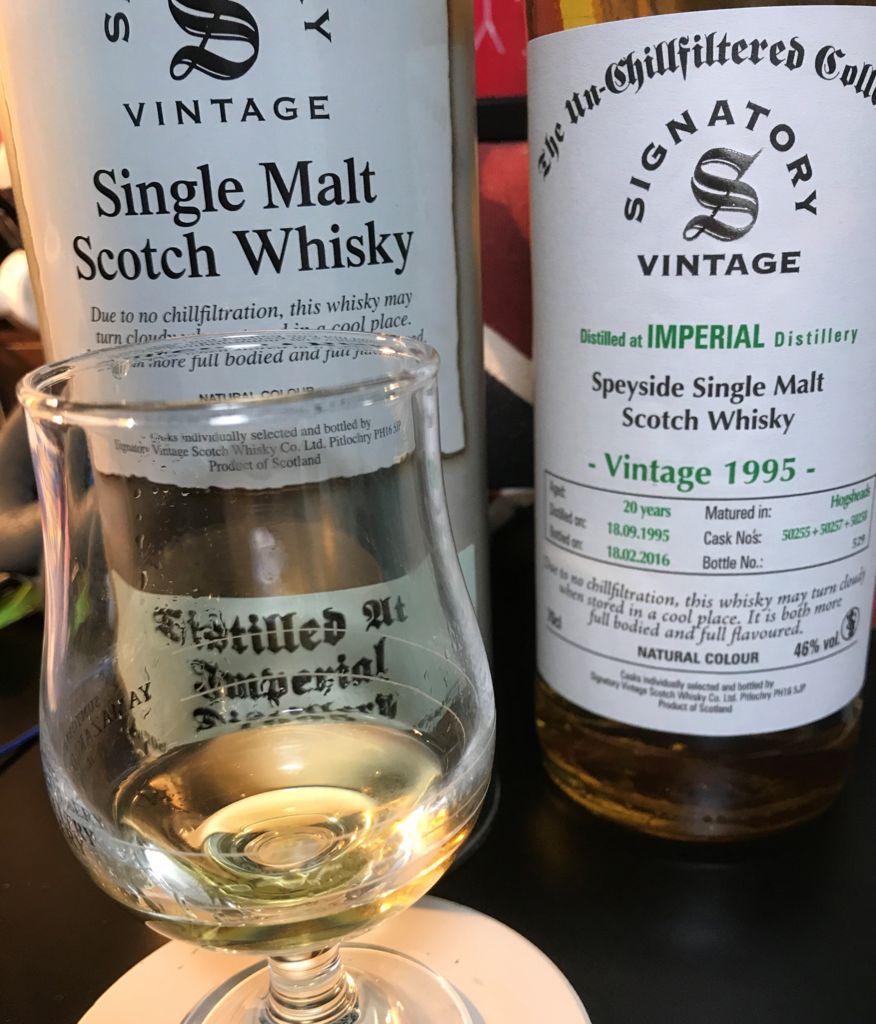 VINTAGE
Single Malt
Scotch Whisky
Due to no chillfiltration, this whisky may
turn cloudy in a cool place.
more full bodied and full
NATURAL COLOUR
Casks individually selected and bottled by
Signatory Vintage Scotch Whisky Co. Ltd. Pitlochry PH16 5JP
Product of Scotland
Distilled At
Imperial
Distillery
The Un-Chillfiltered
SIGNATORY
S
VINTAGE
Distilled at IMPERIAL Distillery
Speyside Single Malt
Scotch Whisky
- Vintage 1995 -
Aged: 20 years Matured in: Hogsheads
Distilled on: 18.09.1995 Cask No's: 50255 + 50257 + 50258
Bottled on: 18.02.2016 Bottle No.: 529
Due to no chillfiltration, this whisky may turn cloudy
when stored in a cool place. It is both more
full bodied and full flavoured.
70cl NATURAL COLOUR 46% vol.
Casks individually selected and bottled by
Signatory Vintage Scotch Whisky Co. Ltd. Pitlochry PH16 5JP
Product of Scotland